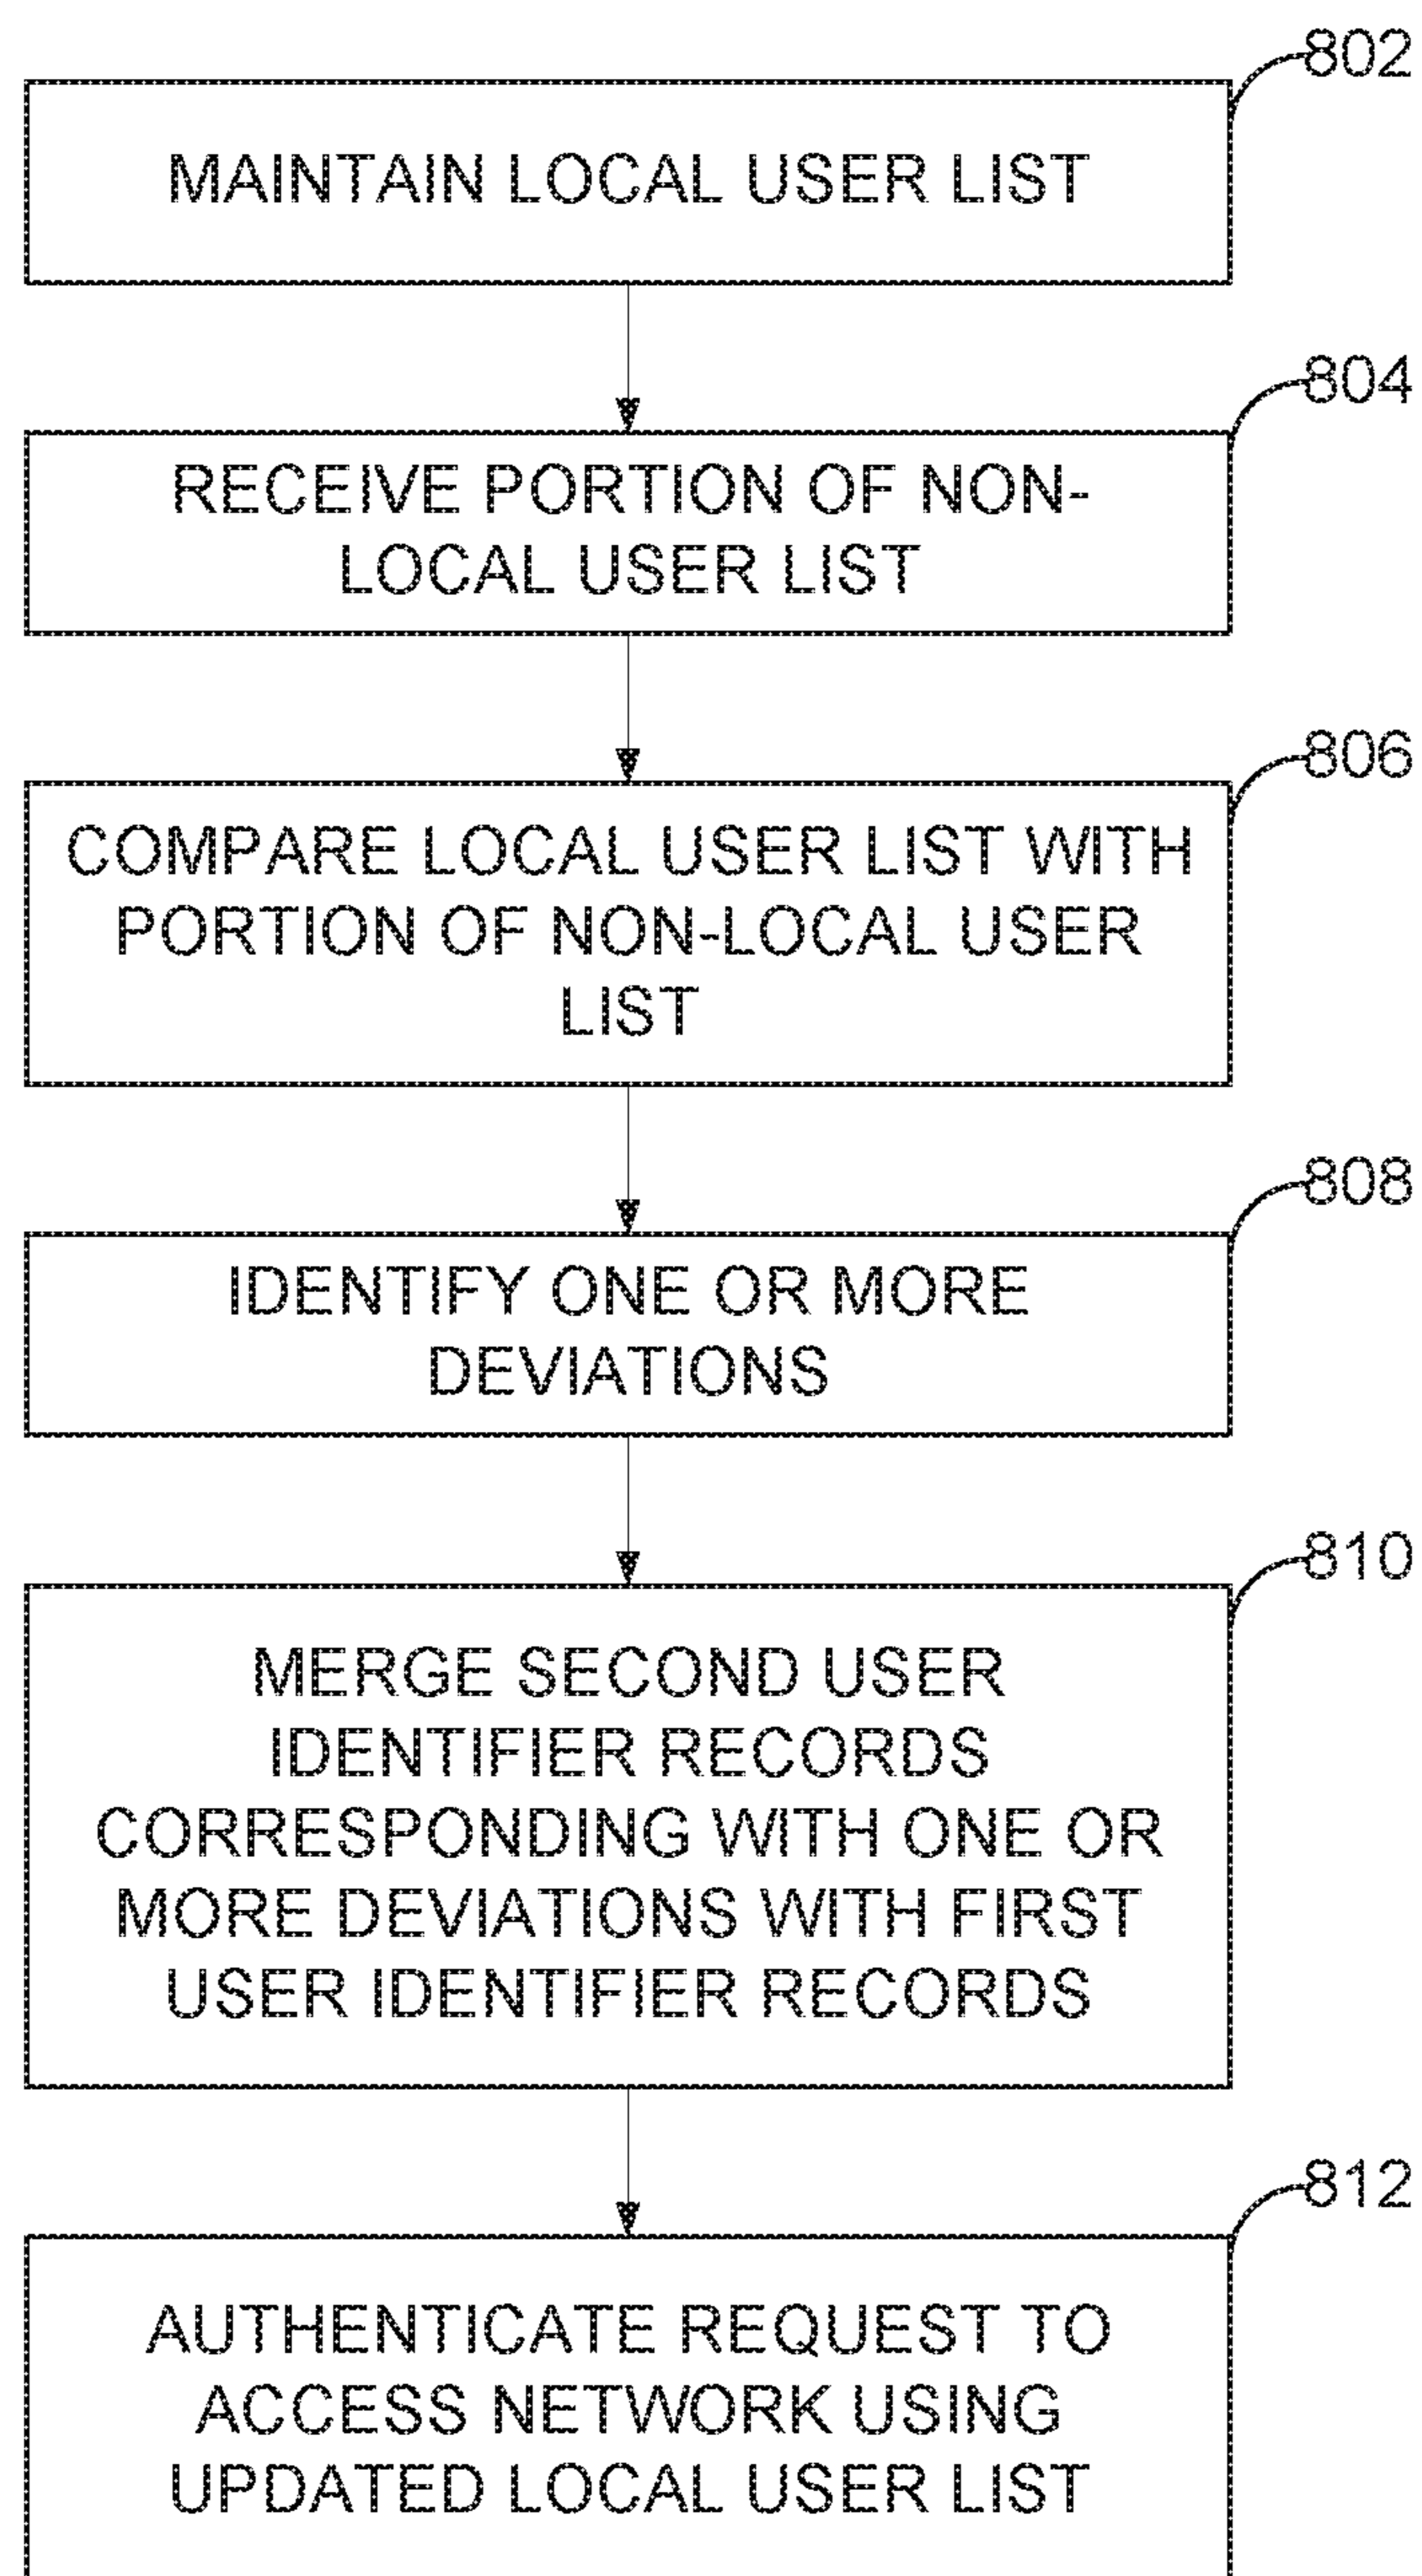 802
MAINTAIN LOCAL USER LIST
804
RECEIVE PORTION OF NON-
LOCAL USER LIST
806
COMPARE LOCAL USER LIST WITH
PORTION OF NON-LOCAL USER
LIST
808
IDENTIFY ONE OR MORE
DEVIATIONS
810
MERGE SECOND USER
IDENTIFIER RECORDS
CORRESPONDING WITH ONE OR
MORE DEVIATIONS WITH FIRST
USER IDENTIFIER RECORDS
812
AUTHENTICATE REQUEST TO
ACCESS NETWORK USING
UPDATED LOCAL USER LIST